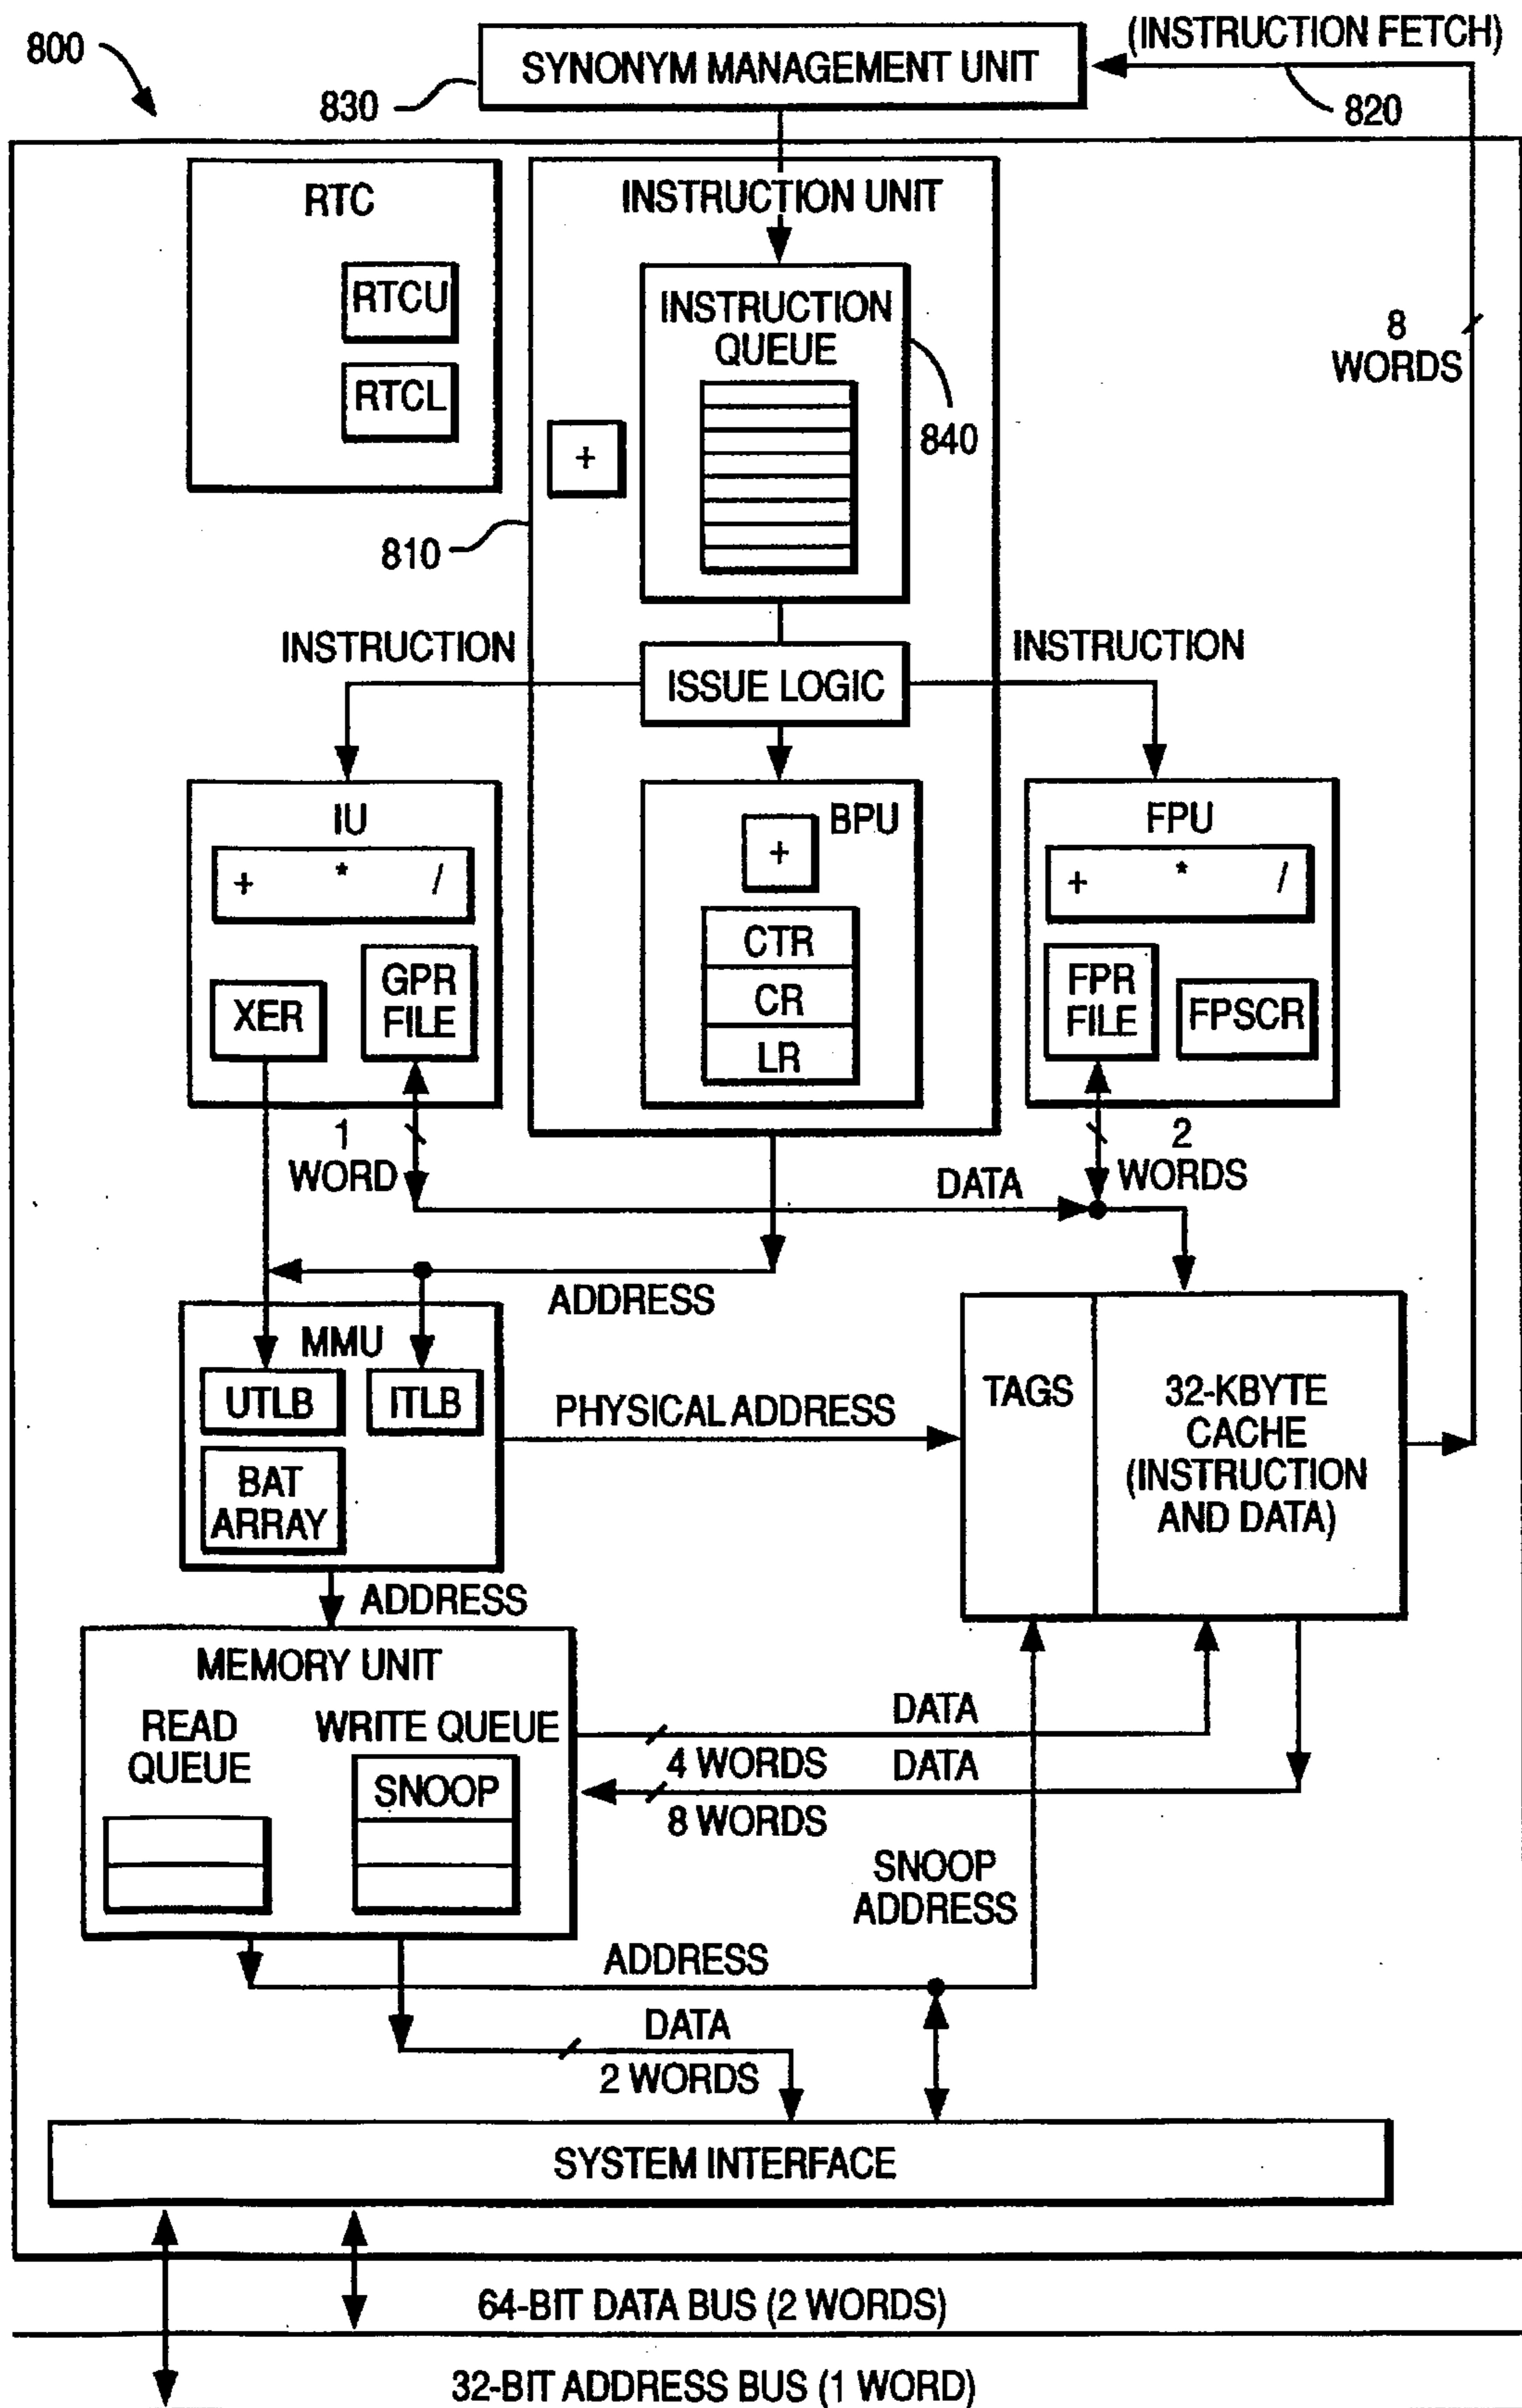 800
SYNONYM MANAGEMENT UNIT
(INSTRUCTION FETCH)
830
820
RTC
RTCU
RTCL
INSTRUCTION UNIT
INSTRUCTION
QUEUE
8
WORDS
840
+
810
INSTRUCTION
ISSUE LOGIC
INSTRUCTION
IU
+ * /
XER
GPR
FILE
BPU
+
CTR
CR
LR
FPU
+ * /
FPR
FILE
FPSCR
1
WORD
2
WORDS
DATA
ADDRESS
MMU
UTLB
ITLB
BAT
ARRAY
PHYSICAL ADDRESS
TAGS
32-KBYTE
CACHE
(INSTRUCTION
AND DATA)
ADDRESS
MEMORY UNIT
READ
QUEUE
WRITE QUEUE
SNOOP
DATA
4 WORDS
DATA
8 WORDS
SNOOP
ADDRESS
ADDRESS
DATA
2 WORDS
SYSTEM INTERFACE
64-BIT DATA BUS (2 WORDS)
32-BIT ADDRESS BUS (1 WORD)